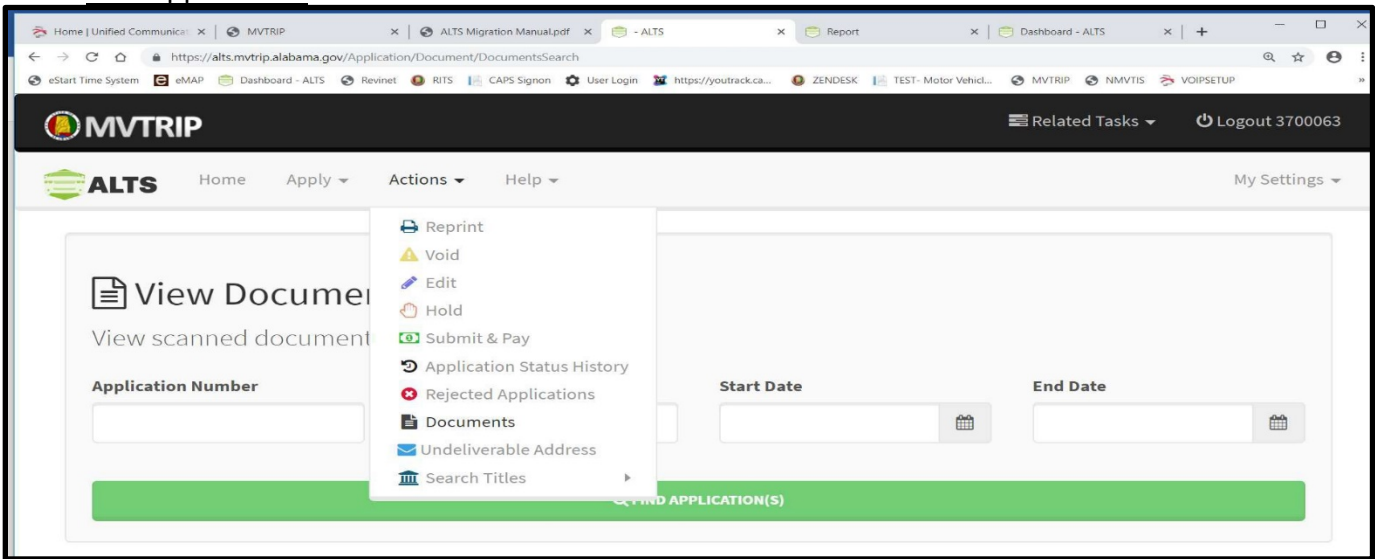 Home | Unified Communicat MVTRIP ALTS Migration Manual.pdf - ALTS Report Dashboard - ALTS
https://alts.mvtrip.alabama.gov/Application/Document/DocumentsSearch
eStart Time System eMAP Dashboard - ALTS Revinet RITS CAPS Signon User Login https://youtrack.ca... ZENDESK TEST- Motor Vehicl... MVTRIP NMVTIS VOIPSETUP »
MVTRIP Related Tasks Logout 3700063
ALTS Home Apply Actions Help My Settings
Reprint
Void
Edit
Hold
Submit & Pay
Application Status History
Rejected Applications
Documents
Undeliverable Address
Search Titles
View Documen
View scanned document
Application Number Start Date End Date
FIND APPLICATION(S)